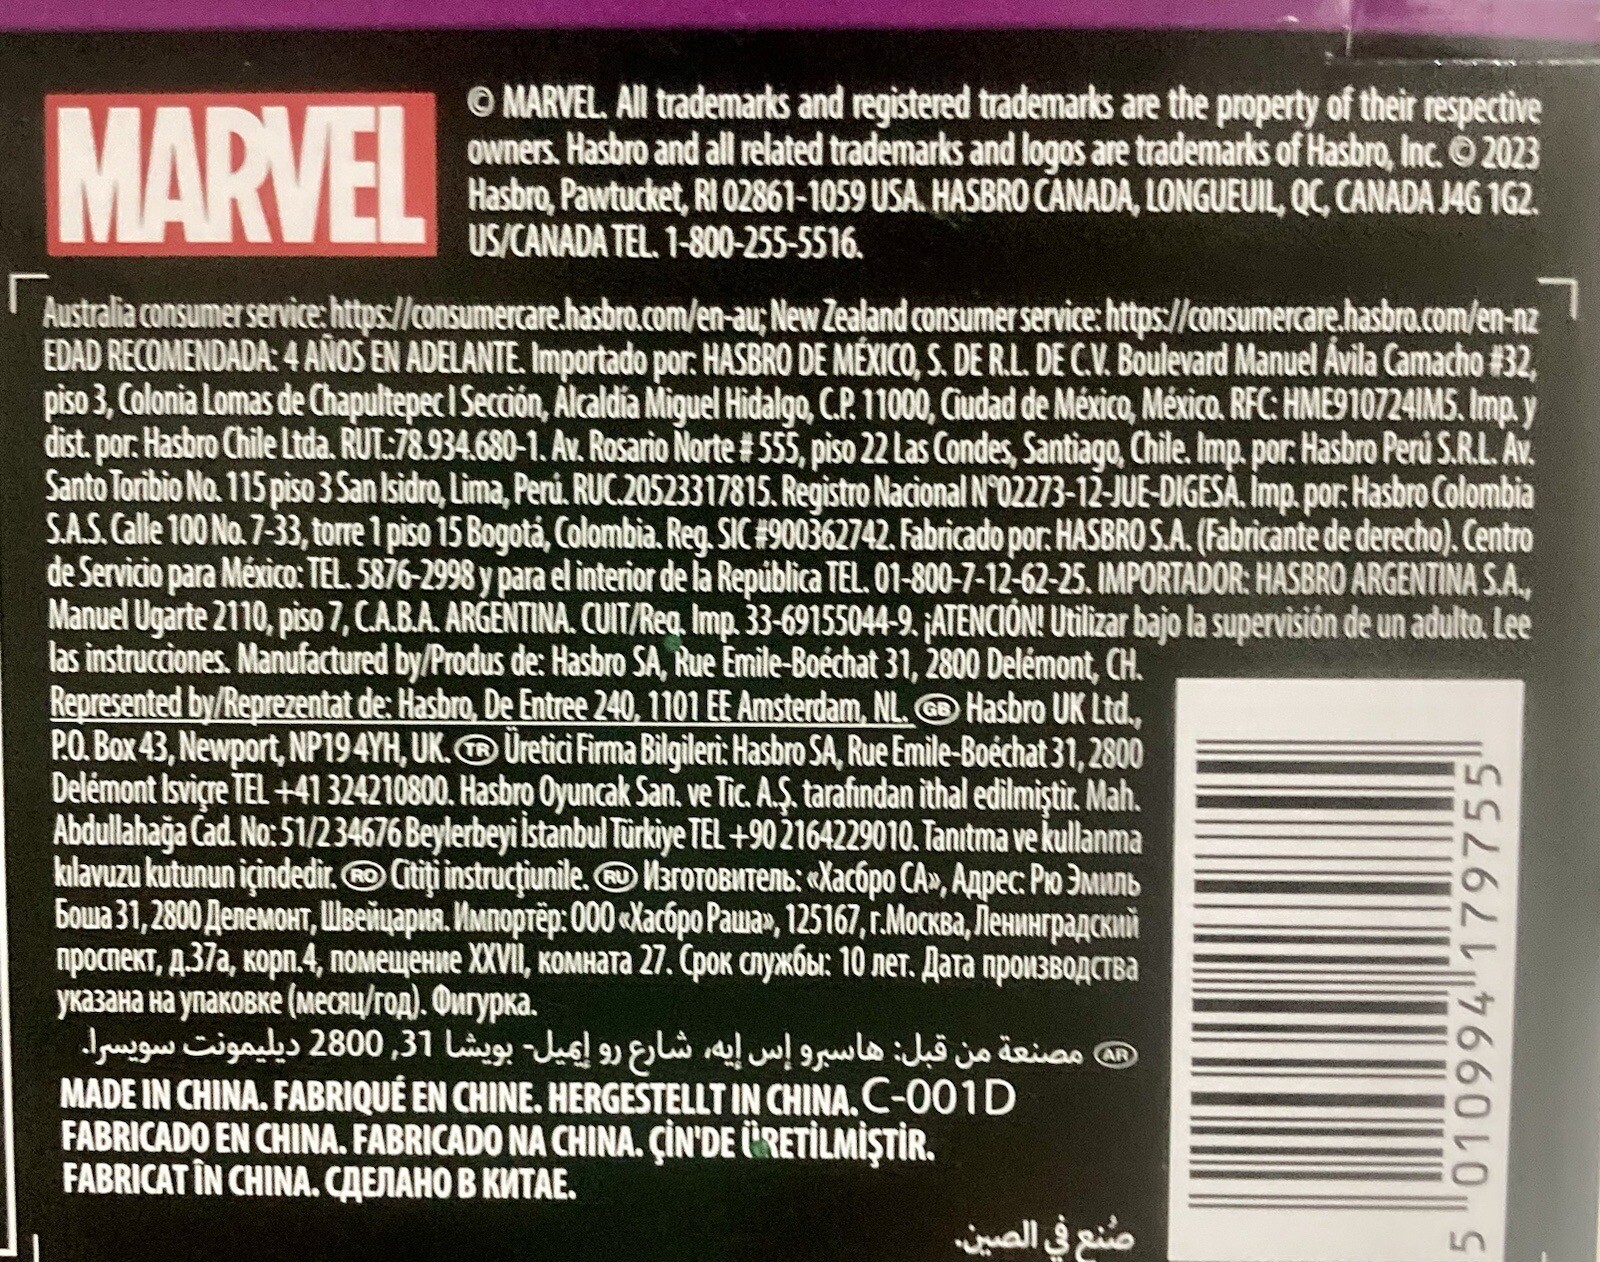 MARVEL
© MARVEL. All trademarks and registered trademarks are the property of their respective
owners. Hasbro and all related trademarks and logos are trademarks of Hasbro, Inc. © 2023
Hasbro, Pawtucket, RI 02861-1059 USA. HASBRO CANADA, LONGUEUIL, QC, CANADA J4G 1G2.
US/CANADA TEL. 1-800-255-5516.
Australia consumer service: https://consumercare.hasbro.com/en-au; New Zealand consumer service: https://consumercare.hasbro.com/en-nz
EDAD RECOMENDADA: 4 AÑOS EN ADELANTE. Importado por: HASBRO DE MÉXICO, S. DE R.L. DE C.V. Boulevard Manuel Ávila Camacho #32,
piso 3, Colonia Lomas de Chapultepec I Sección, Alcaldía Miguel Hidalgo, C.P. 11000, Ciudad de México, México. RFC: HME910724IM5. Imp. y
dist. por: Hasbro Chile Ltda. RUT.:78.934.680-1. Av. Rosario Norte # 555, piso 22 Las Condes, Santiago, Chile. Imp. por: Hasbro Perú S.R.L. Av.
Santo Toribio No. 115 piso 3 San Isidro, Lima, Perú. RUC.20523317815. Registro Nacional N°02273-12-JUE-DIGESA. Imp. por: Hasbro Colombia
S.A.S. Calle 100 No. 7-33, torre 1 piso 15 Bogotá, Colombia. Reg. SIC #900362742. Fabricado por: HASBRO S.A. (Fabricante de derecho). Centro
de Servicio para México: TEL. 5876-2998 y para el interior de la República TEL. 01-800-7-12-62-25. IMPORTADOR: HASBRO ARGENTINA S.A.,
Manuel Ugarte 2110, piso 7, C.A.B.A. ARGENTINA. CUIT/Reg. Imp. 33-69155044-9. ¡ATENCIÓN! Utilizar bajo la supervisión de un adulto. Lee
las instrucciones. Manufactured by/Produs de: Hasbro SA, Rue Emile-Boéchat 31, 2800 Delémont, CH.
Represented by/Reprezentat de: Hasbro, De Entree 240, 1101 EE Amsterdam, NL. GB Hasbro UK Ltd.,
P.O. Box 43, Newport, NP19 4YH, UK. TR Üretici Firma Bilgileri: Hasbro SA, Rue Emile-Boéchat 31, 2800
Delémont Isviçre TEL +41 324210800. Hasbro Oyuncak San. ve Tic. A.Ş. tarafından ithal edilmiştir. Mah.
Abdullahağa Cad. No: 51/2 34676 Beylerbeyi İstanbul Türkiye TEL +90 2164229010. Tanıtma ve kullanma
kılavuzu kutunun içindedir. RO Citiţi instrucţiunile. RU Изготовитель: «Хасбро СА», Адрес: Рю Эмиль
Боша 31, 2800 Делемонт, Швейцария. Импортёр: ООО «Хасбро Раша», 125167, г.Москва, Ленинградский
проспект, д.37а, корп.4, помещение XXVII, комната 27. Срок службы: 10 лет. Дата производства
указана на упаковке (месяц/год). Фигурка.
AR مصنعة من قبل: هاسبرو إس إيه، شارع رو إميل- بويشا 31, 2800 ديليمونت سويسرا.
MADE IN CHINA. FABRIQUÉ EN CHINE. HERGESTELLT IN CHINA. C-001D
FABRICADO EN CHINA. FABRICADO NA CHINA. ÇİN'DE ÜRETİLMİŞTİR.
FABRICAT ÎN CHINA. СДЕЛАНО В КИТАЕ.
صُنع في الصين.
5 010994 179755